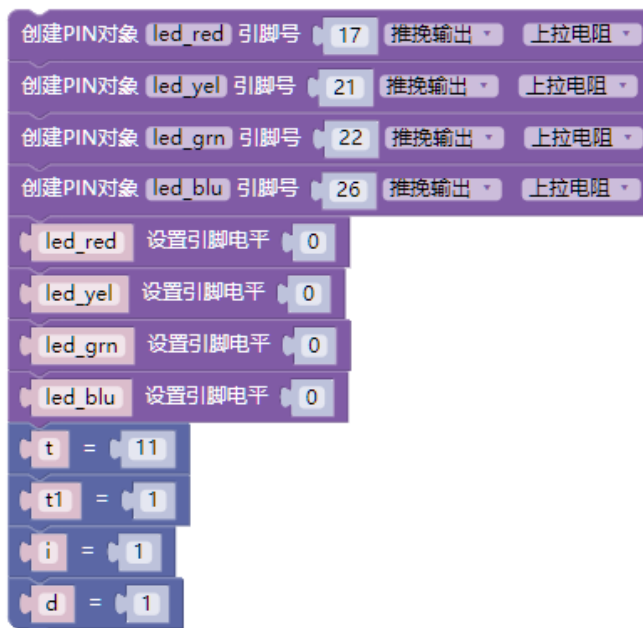 创建PIN对象 led_red 引脚号 17 推挽输出 上拉电阻
创建PIN对象 led_yel 引脚号 21 推挽输出 上拉电阻
创建PIN对象 led_grn 引脚号 22 推挽输出 上拉电阻
创建PIN对象 led_blu 引脚号 26 推挽输出 上拉电阻
led_red 设置引脚电平 0
led_yel 设置引脚电平 0
led_grn 设置引脚电平 0
led_blu 设置引脚电平 0
t = 11
t1 = 1
i = 1
d = 1